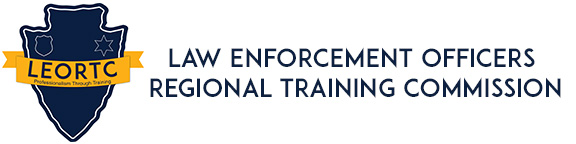 LEORTC
Professionalism Through Training
LAW ENFORCEMENT OFFICERS
REGIONAL TRAINING COMMISSION